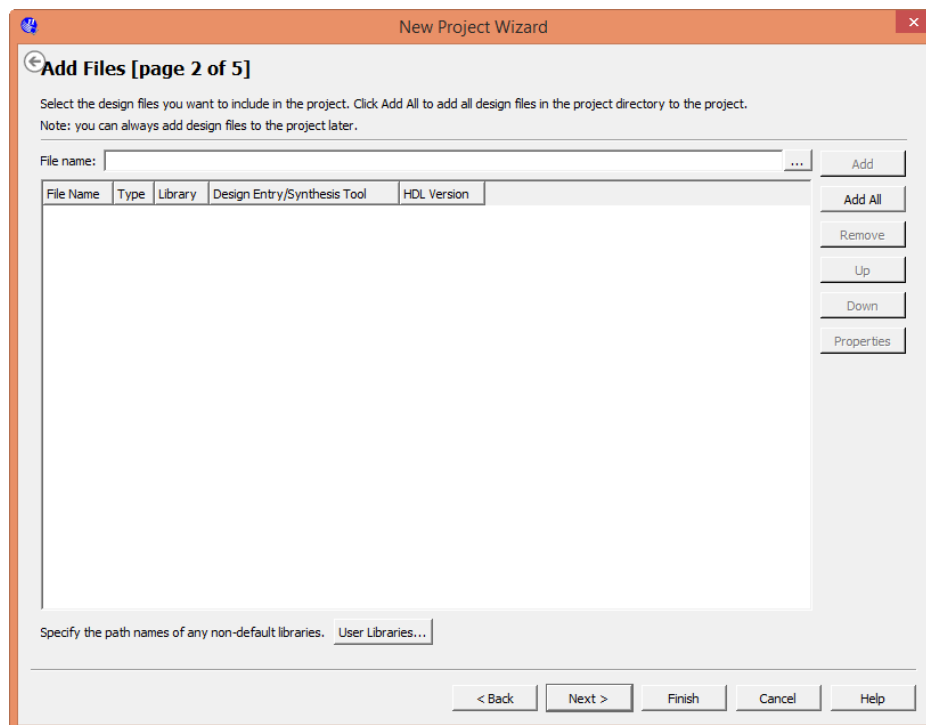 New Project Wizard
Add Files [page 2 of 5]
Select the design files you want to include in the project. Click Add All to add all design files in the project directory to the project.
Note: you can always add design files to the project later.
File name: ... Add
File Name Type Library Design Entry/Synthesis Tool HDL Version Add All
Remove
Up
Down
Properties
Specify the path names of any non-default libraries. User Libraries...
< Back Next > Finish Cancel Help